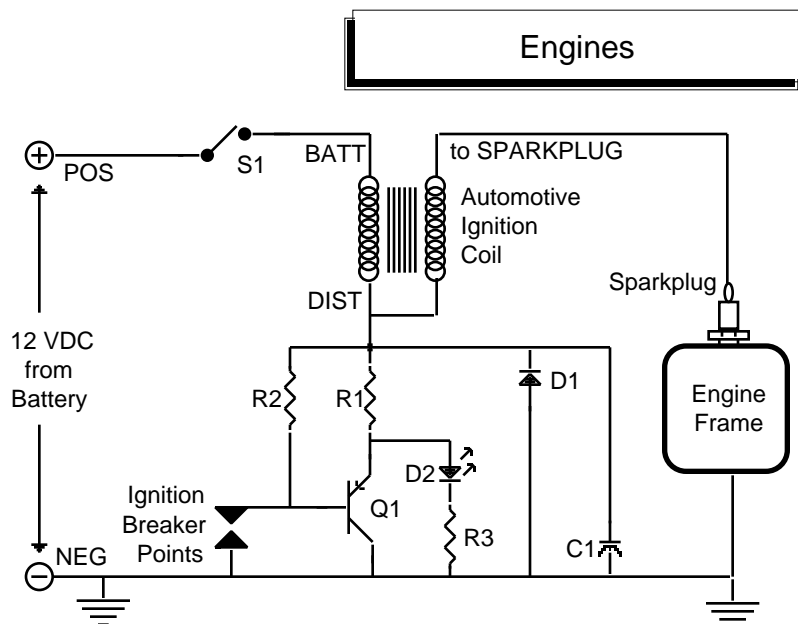 Engines
POS
S1
BATT
to SPARKPLUG
Automotive
Ignition
Coil
DIST
Sparkplug
12 VDC
from
Battery
R2
R1
D1
Engine
Frame
D2
Q1
Ignition
Breaker
Points
R3
C1
NEG